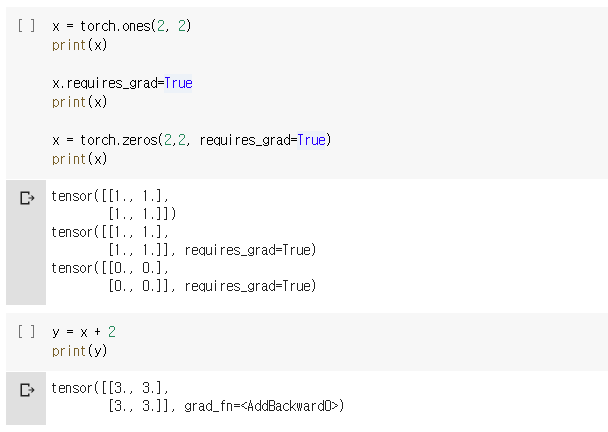 [ ] x = torch.ones(2, 2)
print(x)
x.requires_grad=True
print(x)
x = torch.zeros(2,2, requires_grad=True)
print(x)
tensor([[1., 1.],
[1., 1.]])
tensor([[1., 1.],
[1., 1.]], requires_grad=True)
tensor([[0., 0.],
[0., 0.]], requires_grad=True)
[ ] y = x + 2
print(y)
tensor([[3., 3.],
[3., 3.]], grad_fn=<AddBackward0>)